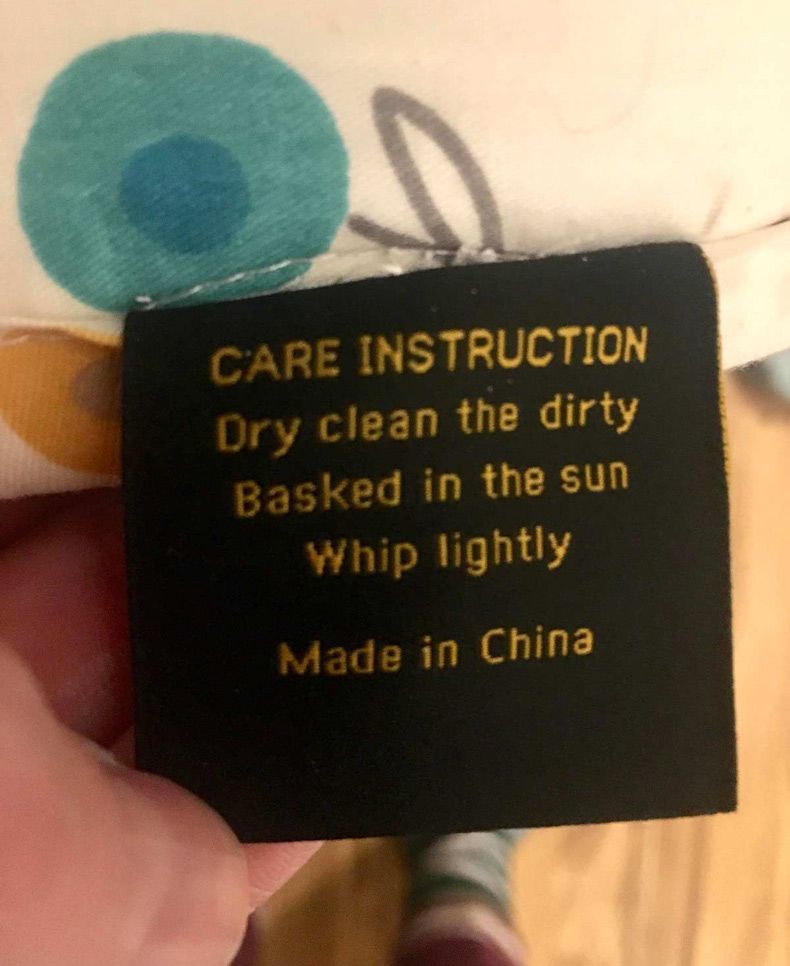 CARE INSTRUCTION
Dry clean the dirty
Basked in the sun
Whip lightly
Made in China